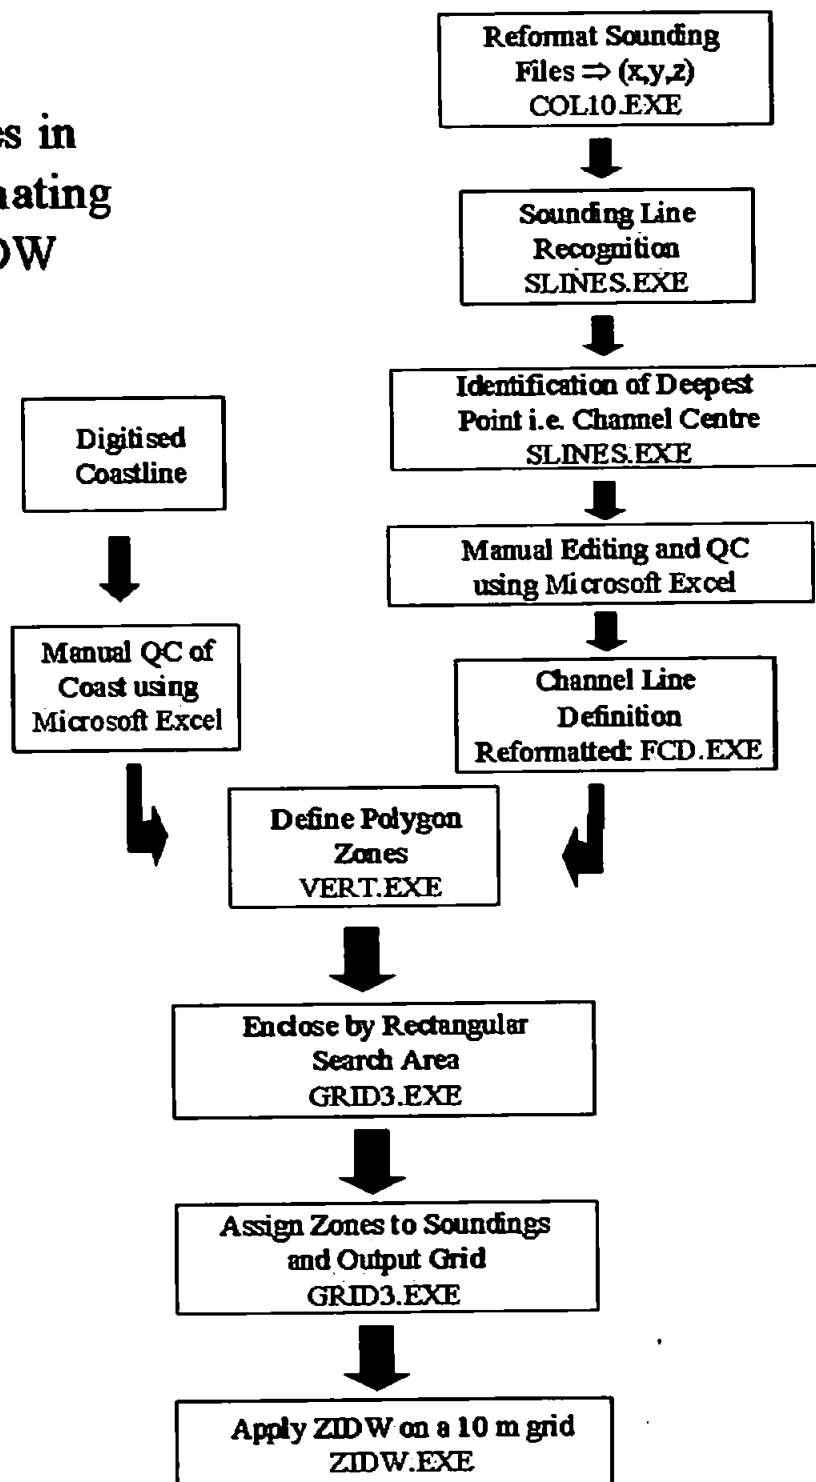 Reformat Sounding
Files ⇒ (x,y,z)
COL10.EXE
Sounding Line
Recognition
SLINES.EXE
Identification of Deepest
Point i.e. Channel Centre
SLINES.EXE
Digitised
Coastline
Manual Editing and QC
using Microsoft Excel
Manual QC of
Coast using
Microsoft Excel
Channel Line
Definition
Reformatted: FCD.EXE
Define Polygon
Zones
VERT.EXE
Enclose by Rectangular
Search Area
GRID3.EXE
Assign Zones to Soundings
and Output Grid
GRID3.EXE
Apply ZIDW on a 10 m grid
ZIDW.EXE
in